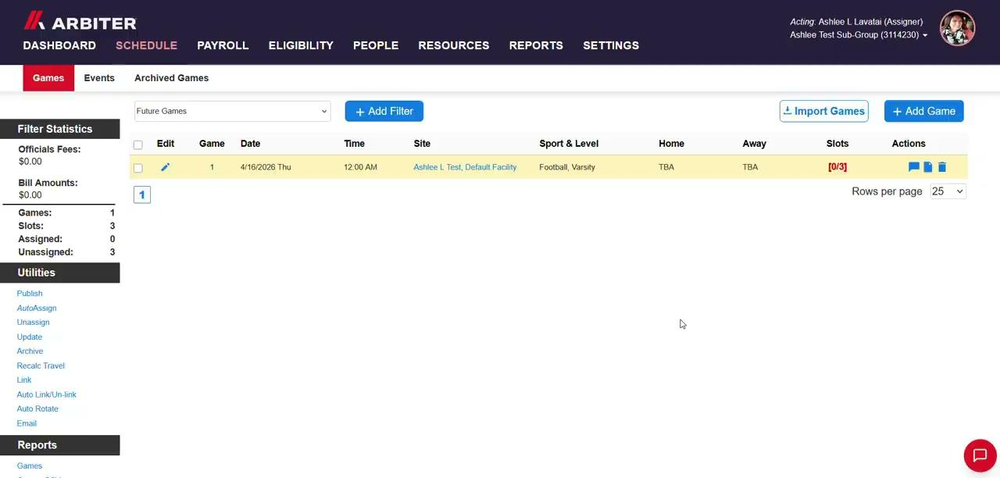 ARBITER
Acting: Ashlee L Lavatai (Assigner)
Ashlee Test Sub-Group (3114230)
DASHBOARD SCHEDULE PAYROLL ELIGIBILITY PEOPLE RESOURCES REPORTS SETTINGS
Games Events Archived Games
Future Games + Add Filter Import Games + Add Game
Filter Statistics
Officials Fees:
$0.00
Bill Amounts:
$0.00
Games: 1
Slots: 3
Assigned: 0
Unassigned: 3
Edit Game Date Time Site Sport & Level Home Away Slots Actions
1 4/16/2026 Thu 12:00 AM Ashlee L Test, Default Facility Football, Varsity TBA TBA [0/3]
1 Rows per page 25
Utilities
Publish
AutoAssign
Unassign
Update
Archive
Recalc Travel
Link
Auto Link/Un-link
Auto Rotate
Email
Reports
Games